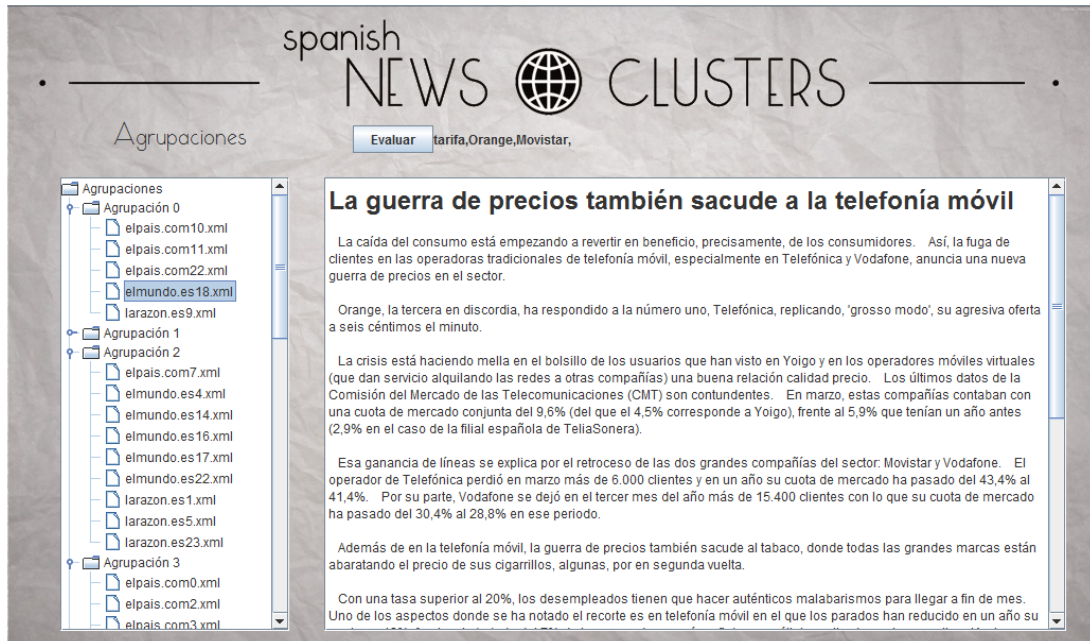 spanish
NEWS CLUSTERS
Agrupaciones
Evaluar tarifa,Orange,Movistar,
Agrupaciones
Agrupación 0
elpais.com10.xml
elpais.com11.xml
elpais.com22.xml
elmundo.es18.xml
larazon.es9.xml
Agrupación 1
Agrupación 2
elpais.com7.xml
elmundo.es4.xml
elmundo.es14.xml
elmundo.es16.xml
elmundo.es17.xml
elmundo.es22.xml
larazon.es1.xml
larazon.es5.xml
larazon.es23.xml
Agrupación 3
elpais.com0.xml
elpais.com2.xml
elpais.com3.xml
La guerra de precios también sacude a la telefonía móvil
La caída del consumo está empezando a revertir en beneficio, precisamente, de los consumidores. Así, la fuga de
clientes en las operadoras tradicionales de telefonía móvil, especialmente en Telefónica y Vodafone, anuncia una nueva
guerra de precios en el sector.
Orange, la tercera en discordia, ha respondido a la número uno, Telefónica, replicando, 'grosso modo', su agresiva oferta
a seis céntimos el minuto.
La crisis está haciendo mella en el bolsillo de los usuarios que han visto en Yoigo y en los operadores móviles virtuales
(que dan servicio alquilando las redes a otras compañías) una buena relación calidad precio. Los últimos datos de la
Comisión del Mercado de las Telecomunicaciones (CMT) son contundentes. En marzo, estas compañías contaban con
una cuota de mercado conjunta del 9,6% (del que el 4,5% corresponde a Yoigo), frente al 5,9% que tenían un año antes
(2,9% en el caso de la filial española de TeliaSonera).
Esa ganancia de líneas se explica por el retroceso de las dos grandes compañías del sector: Movistar y Vodafone. El
operador de Telefónica perdió en marzo más de 6.000 clientes y en un año su cuota de mercado ha pasado del 43,4% al
41,4%. Por su parte, Vodafone se dejó en el tercer mes del año más de 15.400 clientes con lo que su cuota de mercado
ha pasado del 30,4% al 28,8% en ese periodo.
Además de en la telefonía móvil, la guerra de precios también sacude al tabaco, donde todas las grandes marcas están
abaratando el precio de sus cigarrillos, algunas, por en segunda vuelta.
Con una tasa superior al 20%, los desempleados tienen que hacer auténticos malabarismos para llegar a fin de mes.
Uno de los aspectos donde se ha notado el recorte es en telefonía móvil en el que los parados han reducido en un año su